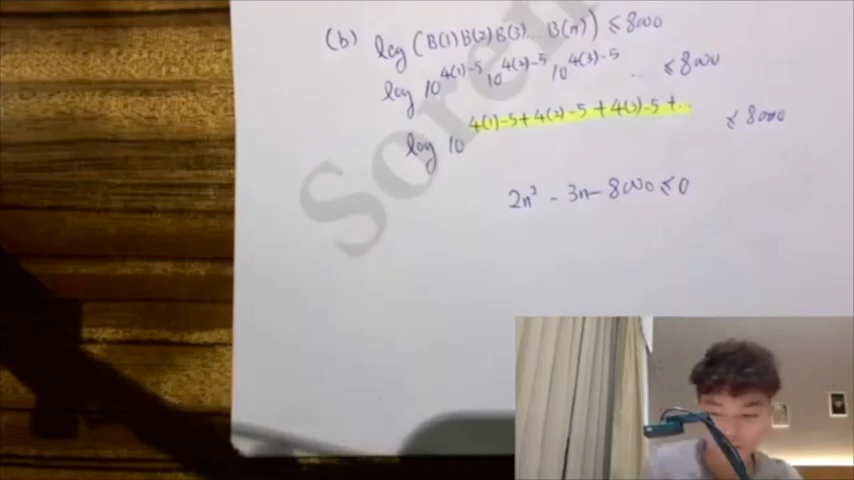 (b) log (B(1)B(2)B(3)... B(n)) ≤ 8000
log 10^4(1)-5 10^4(2)-5 10^4(3)-5 ... ≤ 8000
log 10^4(1)-5+4(2)-5+4(3)-5+... ≤ 8000
2n² - 3n - 8000 ≤ 0
Soren